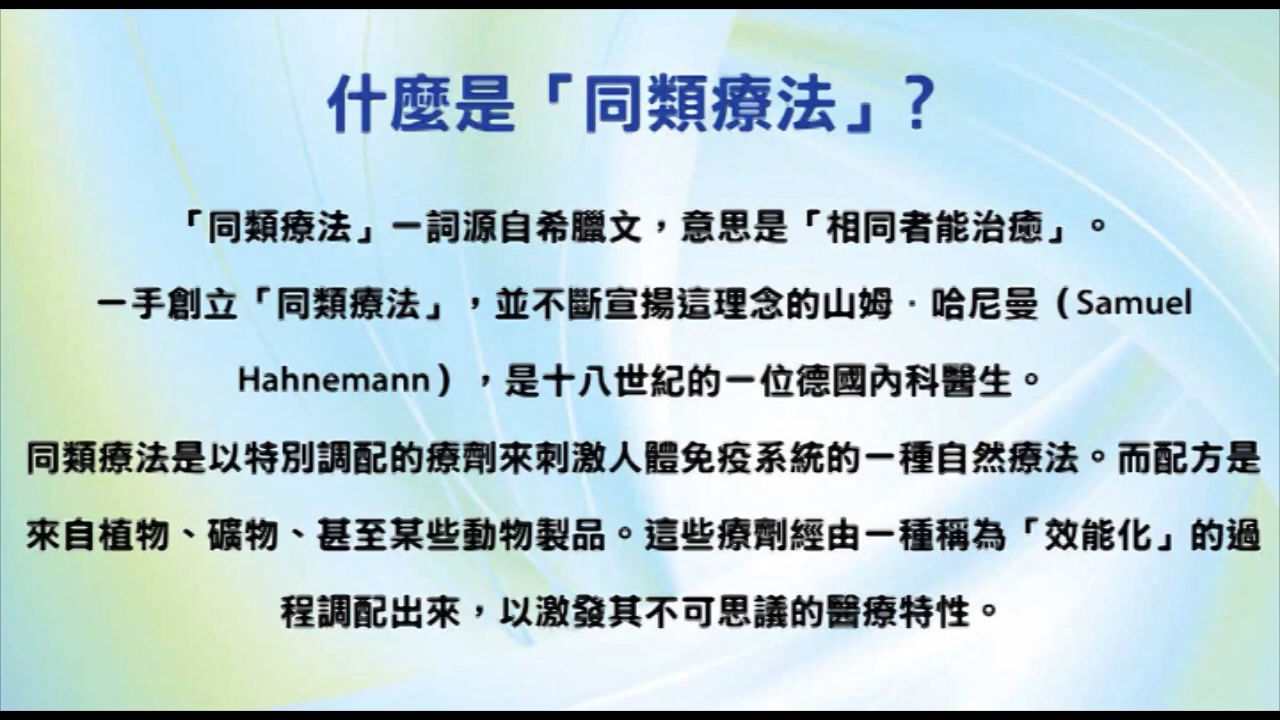 什麼是「同類療法」?
「同類療法」一詞源自希臘文，意思是「相同者能治癒」。
一手創立「同類療法」，並不斷宣揚這理念的山姆．哈尼曼（Samuel
Hahnemann），是十八世紀的一位德國內科醫生。
同類療法是以特別調配的療劑來刺激人體免疫系統的一種自然療法。而配方是
來自植物、礦物、甚至某些動物製品。這些療劑經由一種稱為「效能化」的過
程調配出來，以激發其不可思議的醫療特性。